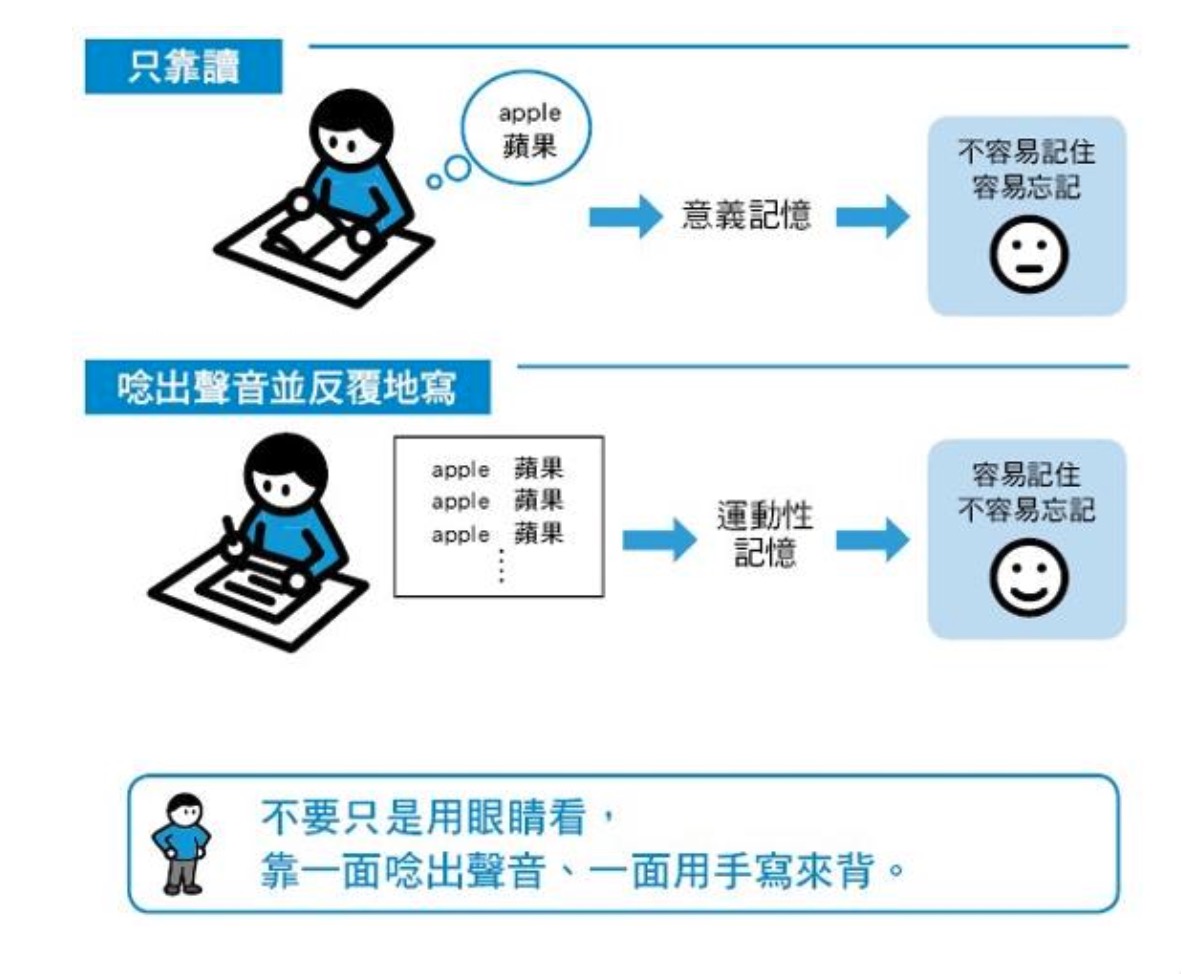 只靠讀
apple
蘋果
意義記憶
不容易記住
容易忘記
唸出聲音並反覆地寫
apple 蘋果
apple 蘋果
apple 蘋果
⋮
運動性
記憶
容易記住
不容易忘記
不要只是用眼睛看，
靠一面唸出聲音、一面用手寫來背。